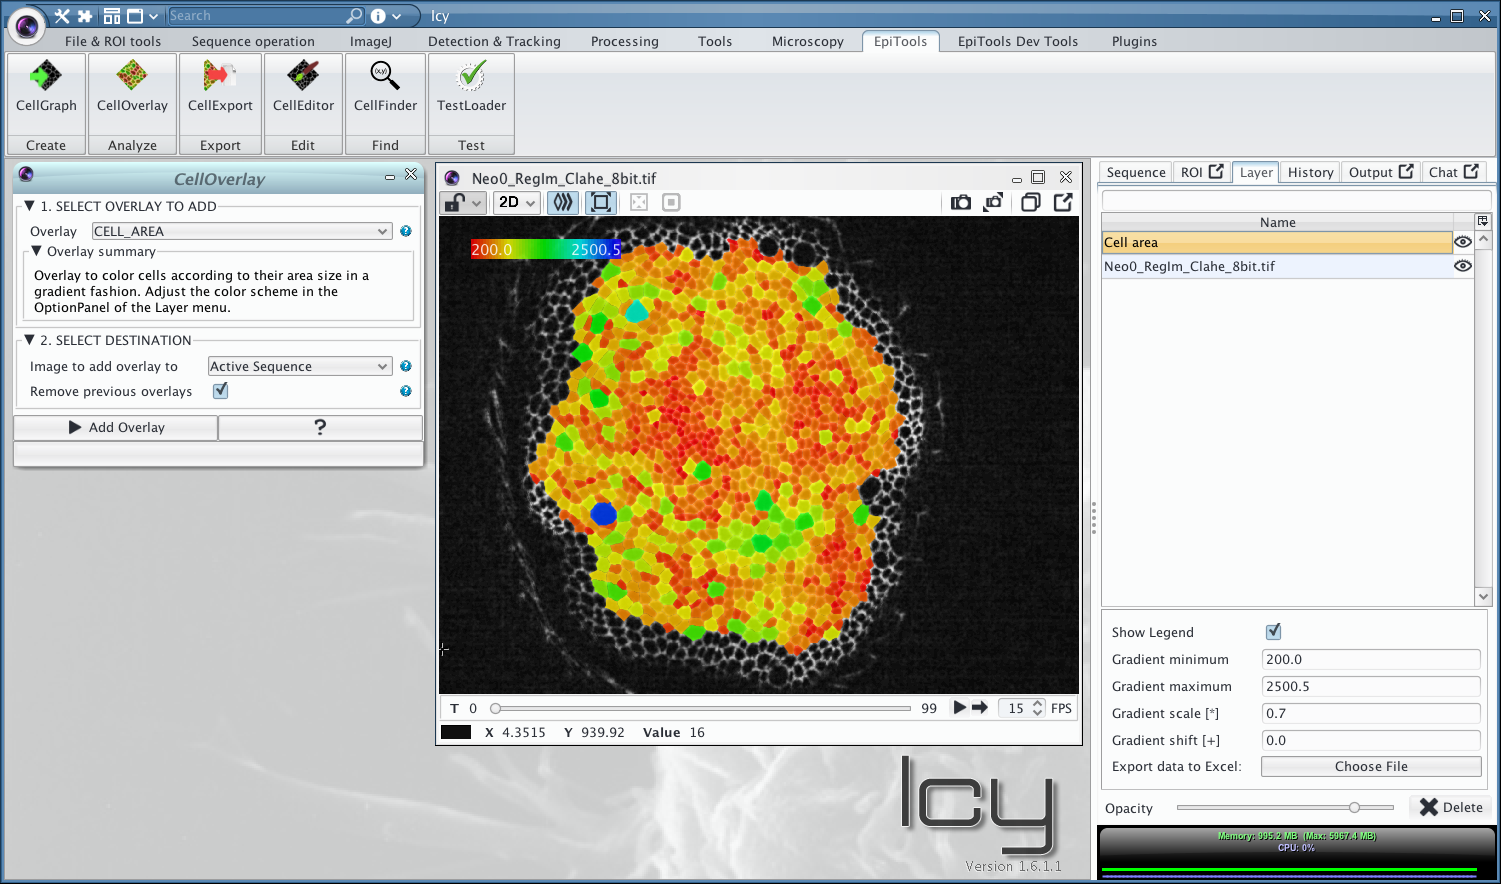 Search
Icy
File & ROI tools Sequence operation ImageJ Detection & Tracking Processing Tools Microscopy EpiTools EpiTools Dev Tools Plugins
CellGraph CellOverlay CellExport CellEditor CellFinder TestLoader
Create Analyze Export Edit Find Test
CellOverlay
1. SELECT OVERLAY TO ADD
Overlay CELL_AREA
Overlay summary
Overlay to color cells according to their area size in a
gradient fashion. Adjust the color scheme in the
OptionPanel of the Layer menu.
2. SELECT DESTINATION
Image to add overlay to Active Sequence
Remove previous overlays
Add Overlay ?
Neo0_RegIm_Clahe_8bit.tif
2D
200.0 2500.5
T 0 99 15 FPS
X 4.3515 Y 939.92 Value 16
Icy
Version 1.6.1.1
Sequence ROI Layer History Output Chat
Name
Cell area
Neo0_RegIm_Clahe_8bit.tif
Show Legend
Gradient minimum 200.0
Gradient maximum 2500.5
Gradient scale [*] 0.7
Gradient shift [+] 0.0
Export data to Excel: Choose File
Opacity Delete
Memory: 995.2 MB (Max: 5967.4 MB)
CPU: 0%